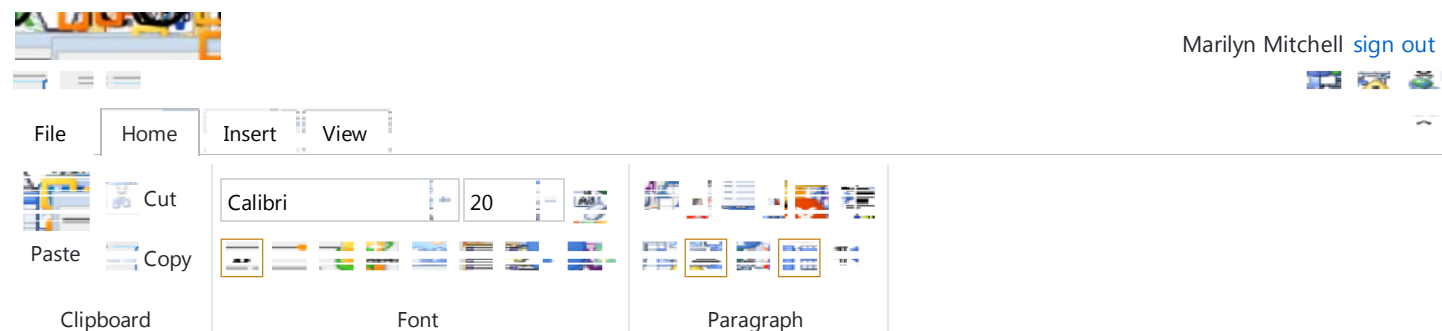 Marilyn Mitchell sign out
File Home Insert View
Cut Calibri 20
Paste Copy
Clipboard Font Paragraph